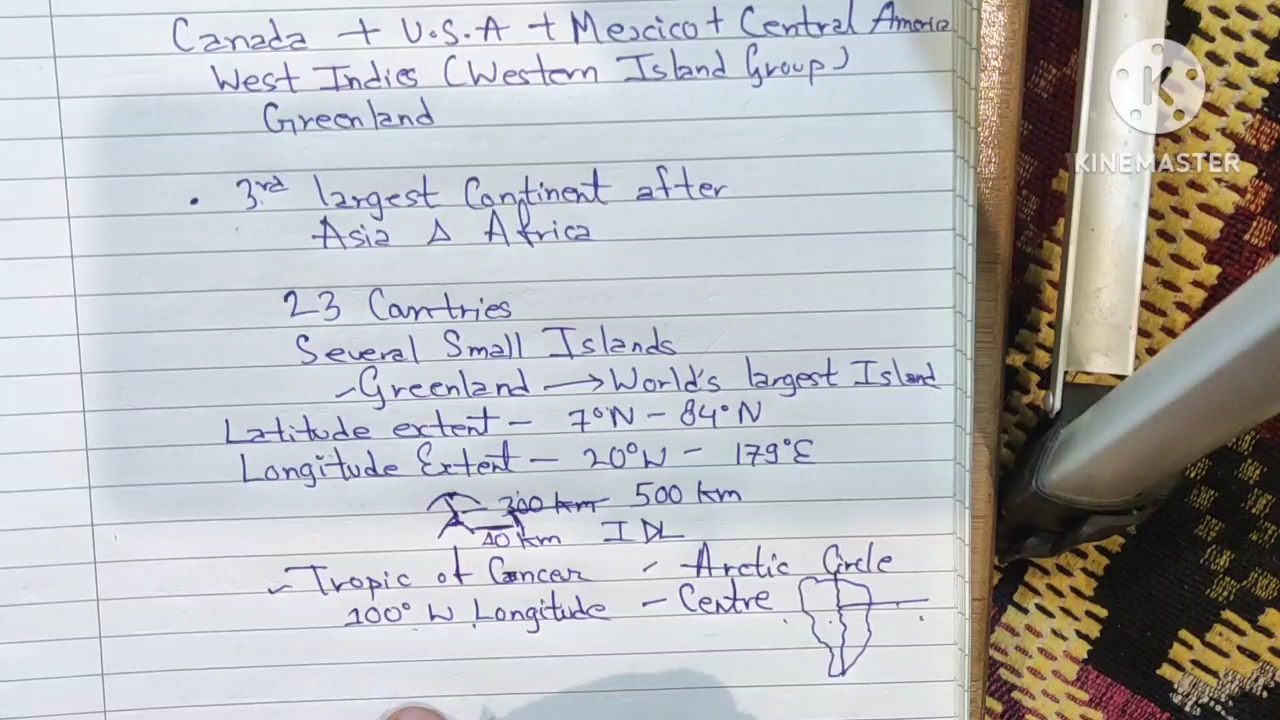 Canada + U.S.A + Mexico + Central America
West Indies (Western Island Group)
Greenland
K
KINEMASTER
• 3rd largest Continent after
Asia & Africa
23 Countries
Several Small Islands
- Greenland → World's largest Island
Latitude extent - 7°N - 84°N
Longitude Extent - 20°W - 179°E
300 km 500 km
40 km IDL
- Tropic of Cancer - Arctic Circle
100° W Longitude - Centre